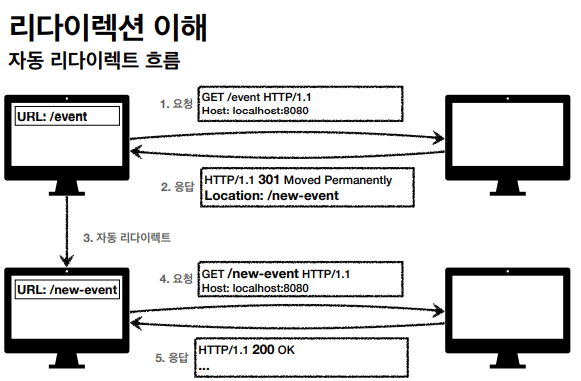 리다이렉션 이해
자동 리다이렉트 흐름
URL: /event
1. 요청
GET /event HTTP/1.1
Host: localhost:8080
2. 응답
HTTP/1.1 301 Moved Permanently
Location: /new-event
3. 자동 리다이렉트
URL: /new-event
4. 요청
GET /new-event HTTP/1.1
Host: localhost:8080
5. 응답
HTTP/1.1 200 OK
...